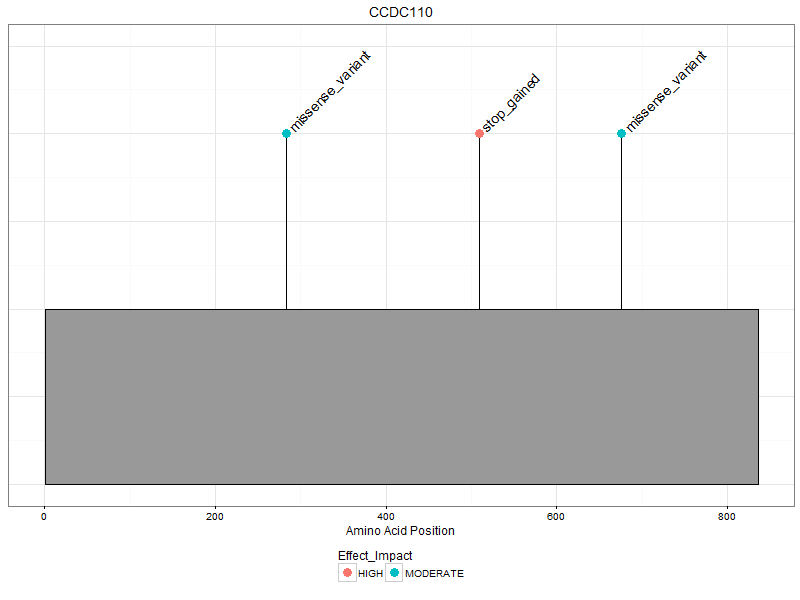 CCDC110
missense_variant
stop_gained
missense_variant
0 200 400 600 800
Amino Acid Position
Effect_Impact
HIGH MODERATE